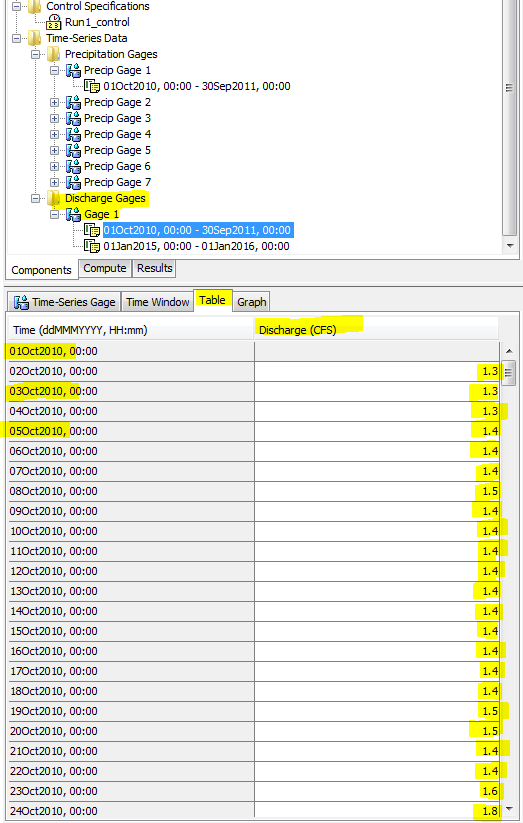 Control Specifications
Run1_control
Time-Series Data
Precipitation Gages
Precip Gage 1
01Oct2010, 00:00 - 30Sep2011, 00:00
Precip Gage 2
Precip Gage 3
Precip Gage 4
Precip Gage 5
Precip Gage 6
Precip Gage 7
Discharge Gages
Gage 1
01Oct2010, 00:00 - 30Sep2011, 00:00
01Jan2015, 00:00 - 01Jan2016, 00:00
Components Compute Results
Time-Series Gage Time Window Table Graph
Time (ddMMMYYYY, HH:mm) Discharge (CFS)
01Oct2010, 00:00
02Oct2010, 00:00 1.3
03Oct2010, 00:00 1.3
04Oct2010, 00:00 1.3
05Oct2010, 00:00 1.4
06Oct2010, 00:00 1.4
07Oct2010, 00:00 1.4
08Oct2010, 00:00 1.5
09Oct2010, 00:00 1.4
10Oct2010, 00:00 1.4
11Oct2010, 00:00 1.4
12Oct2010, 00:00 1.4
13Oct2010, 00:00 1.4
14Oct2010, 00:00 1.4
15Oct2010, 00:00 1.4
16Oct2010, 00:00 1.4
17Oct2010, 00:00 1.4
18Oct2010, 00:00 1.4
19Oct2010, 00:00 1.5
20Oct2010, 00:00 1.5
21Oct2010, 00:00 1.4
22Oct2010, 00:00 1.4
23Oct2010, 00:00 1.6
24Oct2010, 00:00 1.8